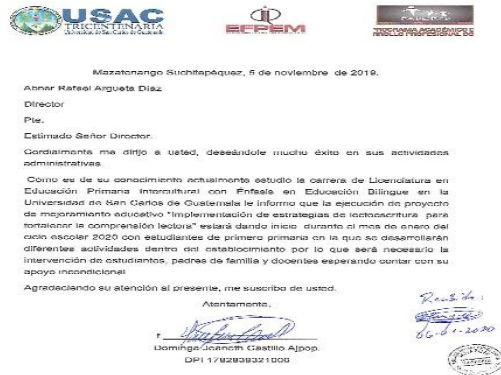 USAC
TRICENTENARIA
Universidad de San Carlos de Guatemala
EFPEM
Mazatenango Suchitepéquez, 5 de noviembre de 2019.
Abner Rafael Argueta Díaz
Director
Pte.
Estimado Señor Director:
Cordialmente me dirijo a usted, deseándole mucho éxito en sus actividades
administrativas.
Como es de su conocimiento actualmente estudio la carrera de Licenciatura en
Educación Primaria Intercultural con Énfasis en Educación Bilingüe en la
Universidad de San Carlos de Guatemala le informo que la ejecución de proyecto
de mejoramiento educativo "Implementación de estrategias de lectoescritura para
fortalecer la comprensión lectora" estará dando inicio durante el mes de enero del
ciclo escolar 2020 con estudiantes de primero primaria en la que se desarrollarán
diferentes actividades dentro del establecimiento por lo que será necesario la
intervención de estudiantes, padres de familia y docentes esperando contar con su
apoyo incondicional.
Agradeciendo su atención al presente, me suscribo de usted.
Atentamente,
Recibido:
06-01-2020
f.
Dominga Jeaneth Castillo Ajpop.